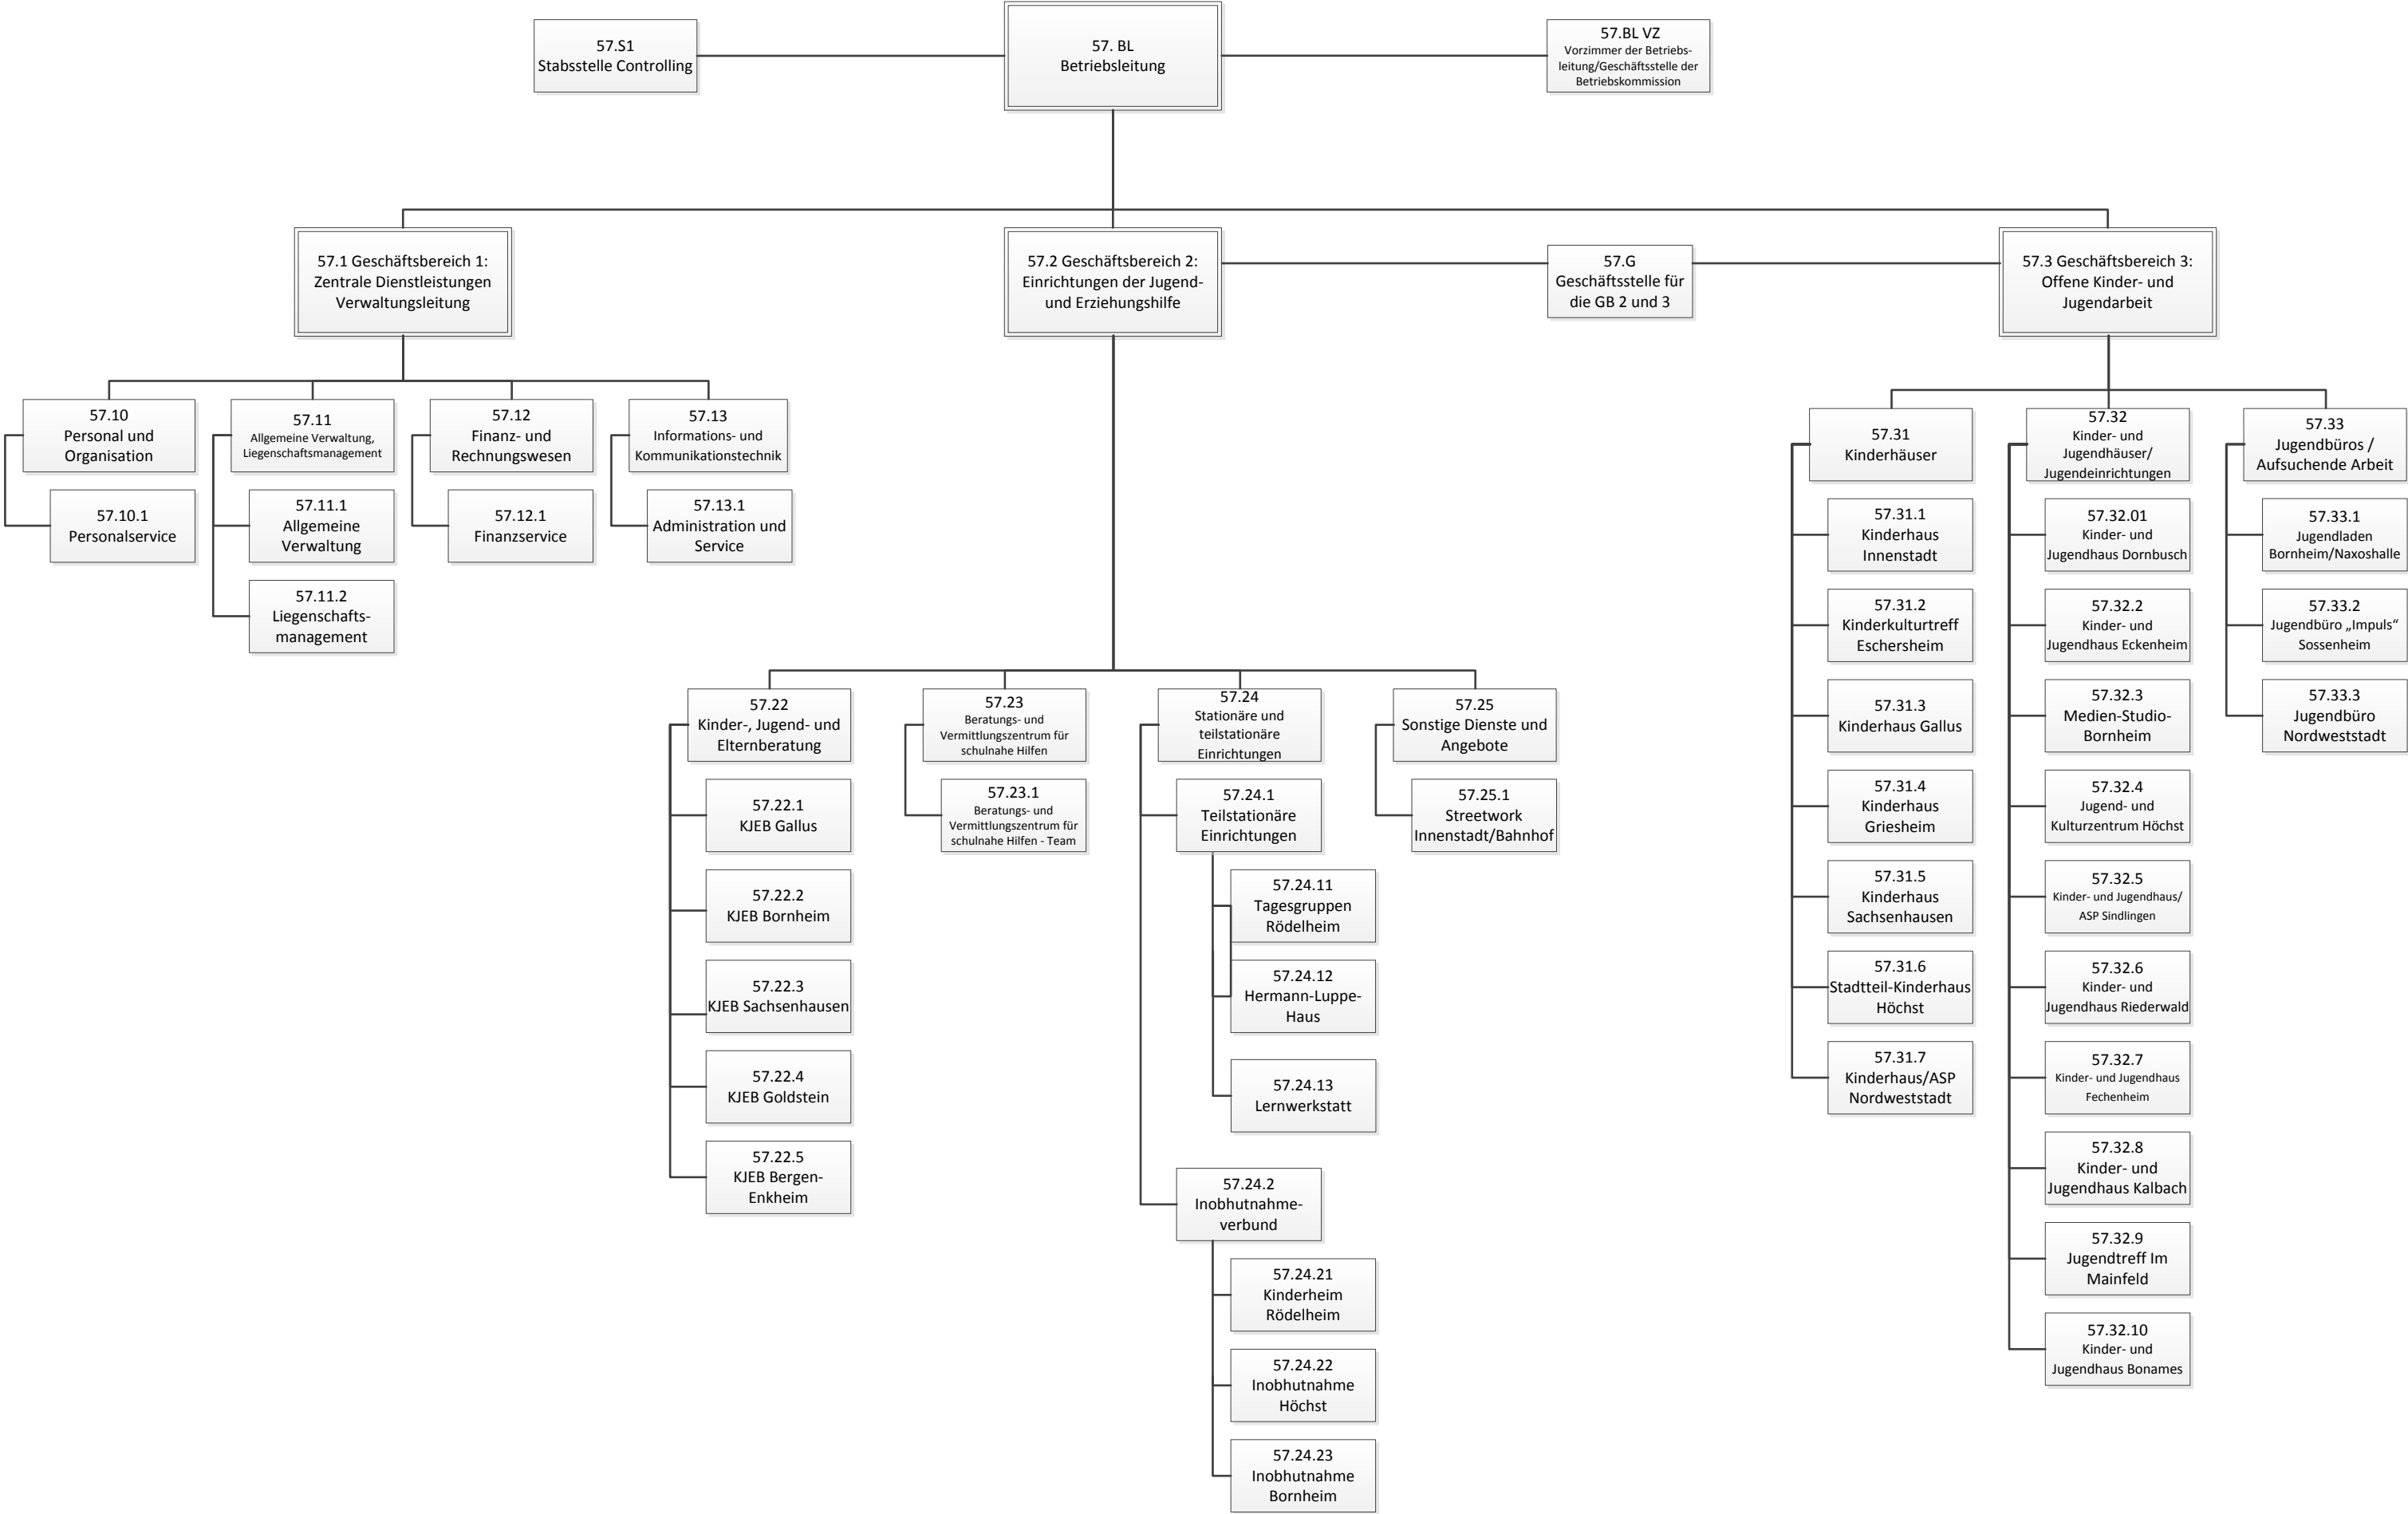 57.S1
Stabsstelle Controlling
57. BL
Betriebsleitung
57.BL VZ
Vorzimmer der Betriebs-
leitung/Geschäftsstelle der
Betriebskommission
57.1 Geschäftsbereich 1:
Zentrale Dienstleistungen
Verwaltungsleitung
57.2 Geschäftsbereich 2:
Einrichtungen der Jugend-
und Erziehungshilfe
57.G
Geschäftsstelle für
die GB 2 und 3
57.3 Geschäftsbereich 3:
Offene Kinder- und
Jugendarbeit
57.10
Personal und
Organisation
57.10.1
Personalservice
57.11
Allgemeine Verwaltung,
Liegenschaftsmanagement
57.11.1
Allgemeine
Verwaltung
57.11.2
Liegenschafts-
management
57.12
Finanz- und
Rechnungswesen
57.12.1
Finanzservice
57.13
Informations- und
Kommunikationstechnik
57.13.1
Administration und
Service
57.22
Kinder-, Jugend- und
Elternberatung
57.22.1
KJEB Gallus
57.22.2
KJEB Bornheim
57.22.3
KJEB Sachsenhausen
57.22.4
KJEB Goldstein
57.22.5
KJEB Bergen-
Enkheim
57.23
Beratungs- und
Vermittlungszentrum für
schulnahe Hilfen
57.23.1
Beratungs- und
Vermittlungszentrum für
schulnahe Hilfen - Team
57.24
Stationäre und
teilstationäre
Einrichtungen
57.24.1
Teilstationäre
Einrichtungen
57.24.11
Tagesgruppen
Rödelheim
57.24.12
Hermann-Luppe-
Haus
57.24.13
Lernwerkstatt
57.24.2
Inobhutnahme-
verbund
57.24.21
Kinderheim
Rödelheim
57.24.22
Inobhutnahme
Höchst
57.24.23
Inobhutnahme
Bornheim
57.25
Sonstige Dienste und
Angebote
57.25.1
Streetwork
Innenstadt/Bahnhof
57.31
Kinderhäuser
57.31.1
Kinderhaus
Innenstadt
57.31.2
Kinderkulturtreff
Eschersheim
57.31.3
Kinderhaus Gallus
57.31.4
Kinderhaus
Griesheim
57.31.5
Kinderhaus
Sachsenhausen
57.31.6
Stadtteil-Kinderhaus
Höchst
57.31.7
Kinderhaus/ASP
Nordweststadt
57.32
Kinder- und
Jugendhäuser/
Jugendeinrichtungen
57.32.01
Kinder- und
Jugendhaus Dornbusch
57.32.2
Kinder- und
Jugendhaus Eckenheim
57.32.3
Medien-Studio-
Bornheim
57.32.4
Jugend- und
Kulturzentrum Höchst
57.32.5
Kinder- und Jugendhaus/
ASP Sindlingen
57.32.6
Kinder- und
Jugendhaus Riederwald
57.32.7
Kinder- und Jugendhaus
Fechenheim
57.32.8
Kinder- und
Jugendhaus Kalbach
57.32.9
Jugendtreff Im
Mainfeld
57.32.10
Kinder- und
Jugendhaus Bonames
57.33
Jugendbüros /
Aufsuchende Arbeit
57.33.1
Jugendladen
Bornheim/Naxoshalle
57.33.2
Jugendbüro „Impuls“
Sossenheim
57.33.3
Jugendbüro
Nordweststadt